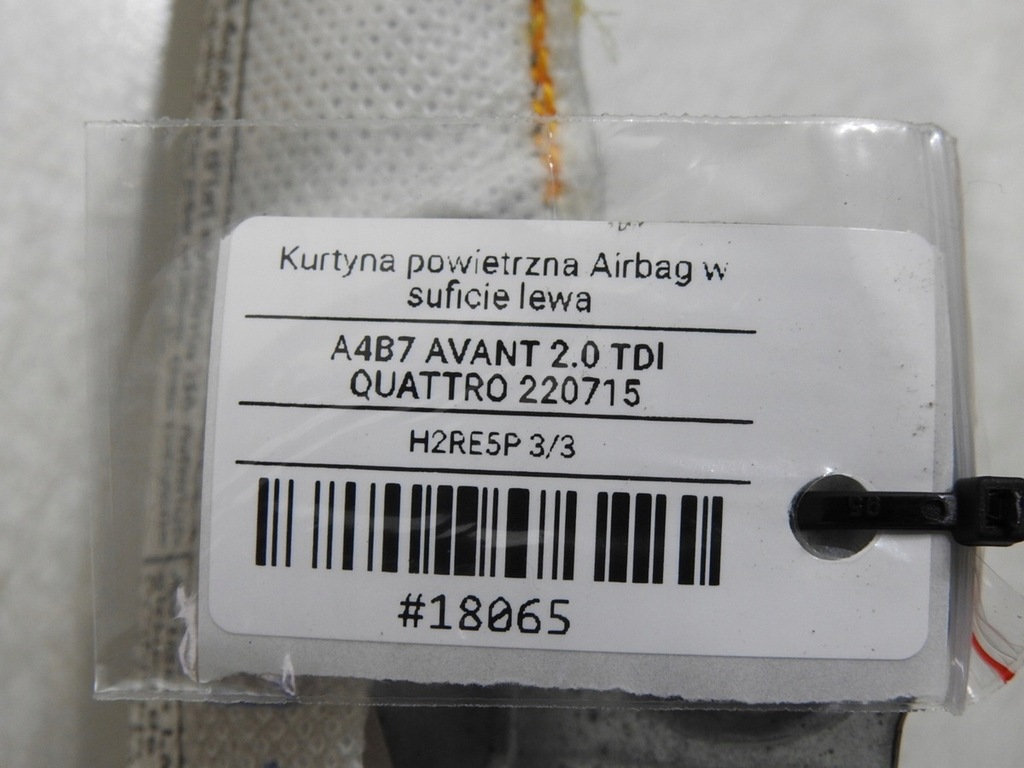 Kurtyna powietrzna Airbag w
suficie lewa
A4B7 AVANT 2.0 TDI
QUATTRO 220715
H2RE5P 3/3
#18065